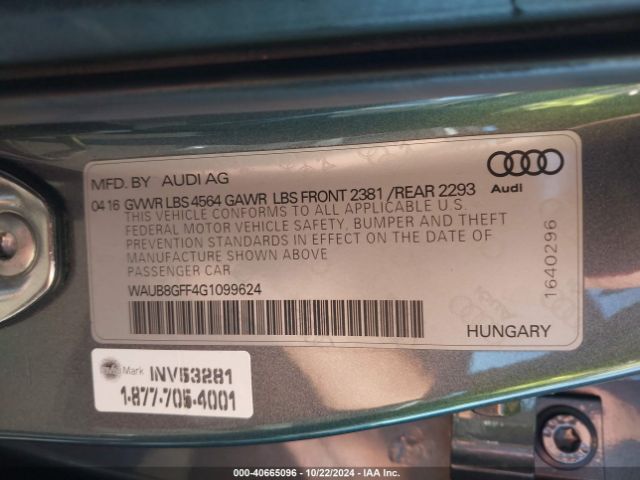 MFD. BY AUDI AG
04 16 GVWR LBS 4564 GAWR LBS FRONT 2381 /REAR 2293
THIS VEHICLE CONFORMS TO ALL APPLICABLE U.S.
FEDERAL MOTOR VEHICLE SAFETY, BUMPER AND THEFT
PREVENTION STANDARDS IN EFFECT ON THE DATE OF
MANUFACTURE SHOWN ABOVE
PASSENGER CAR
WAUB8GFF4G1099624
Audi
1640296
HUNGARY
Mark INV53281
1-877-705-4001
000-40665096 - 10/22/2024 - IAA Inc.